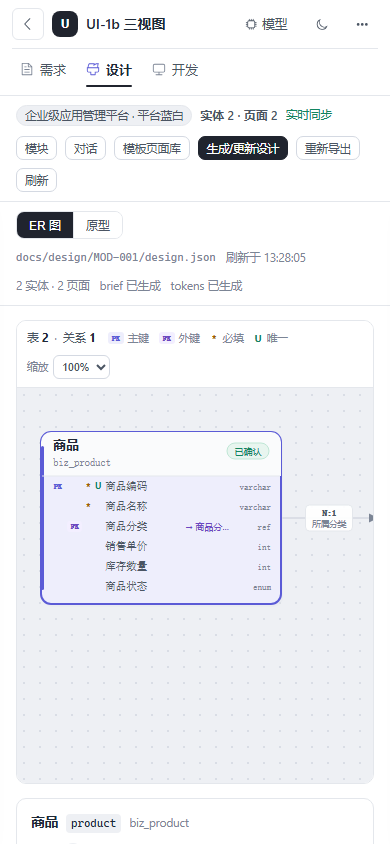 U UI-1b 三视图 模型
需求 设计 开发
企业级应用管理平台 · 平台蓝白 实体 2 · 页面 2 实时同步
模块 对话 模板页面库 生成/更新设计 重新导出
刷新
ER 图 原型
docs/design/MOD-001/design.json 刷新于 13:28:05
2 实体 · 2 页面 brief 已生成 tokens 已生成
表 2 · 关系 1 PK 主键 FK 外键 * 必填 U 唯一
缩放 100%
商品 已确认
biz_product
PK * U 商品编码 varchar
* 商品名称 varchar
FK 商品分类 → 商品分... ref
销售单价 int
库存数量 int
商品状态 enum
N:1
所属分类
商品 product biz_product